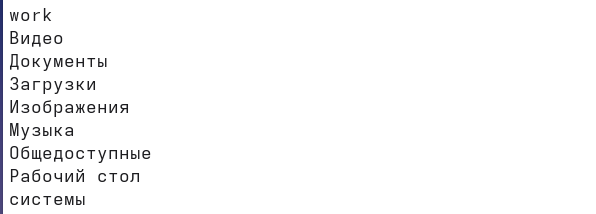 work
Видео
Документы
Загрузки
Изображения
Музыка
Общедоступные
Рабочий стол
системы